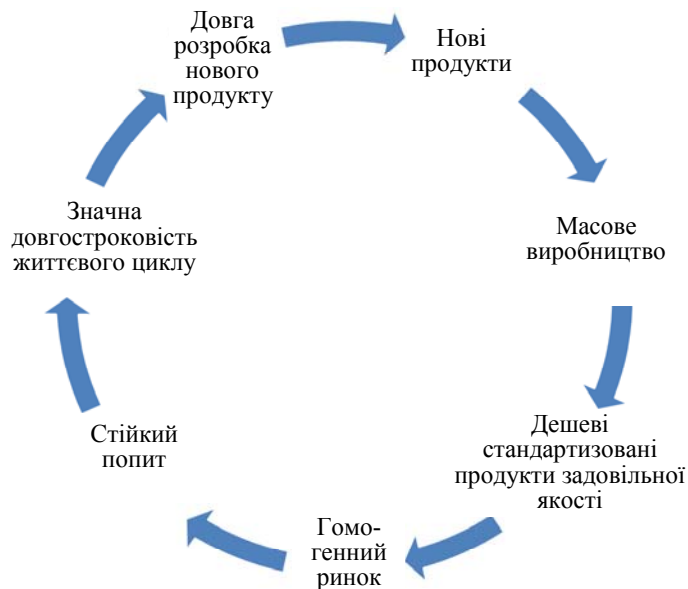 Довга
розробка
нового
продукту
Нові
продукти
Масове
виробництво
Дешеві
стандартизовані
продукти задовільної
якості
Гомо-
генний
ринок
Стійкий
попит
Значна
довгостроковість
життєвого циклу